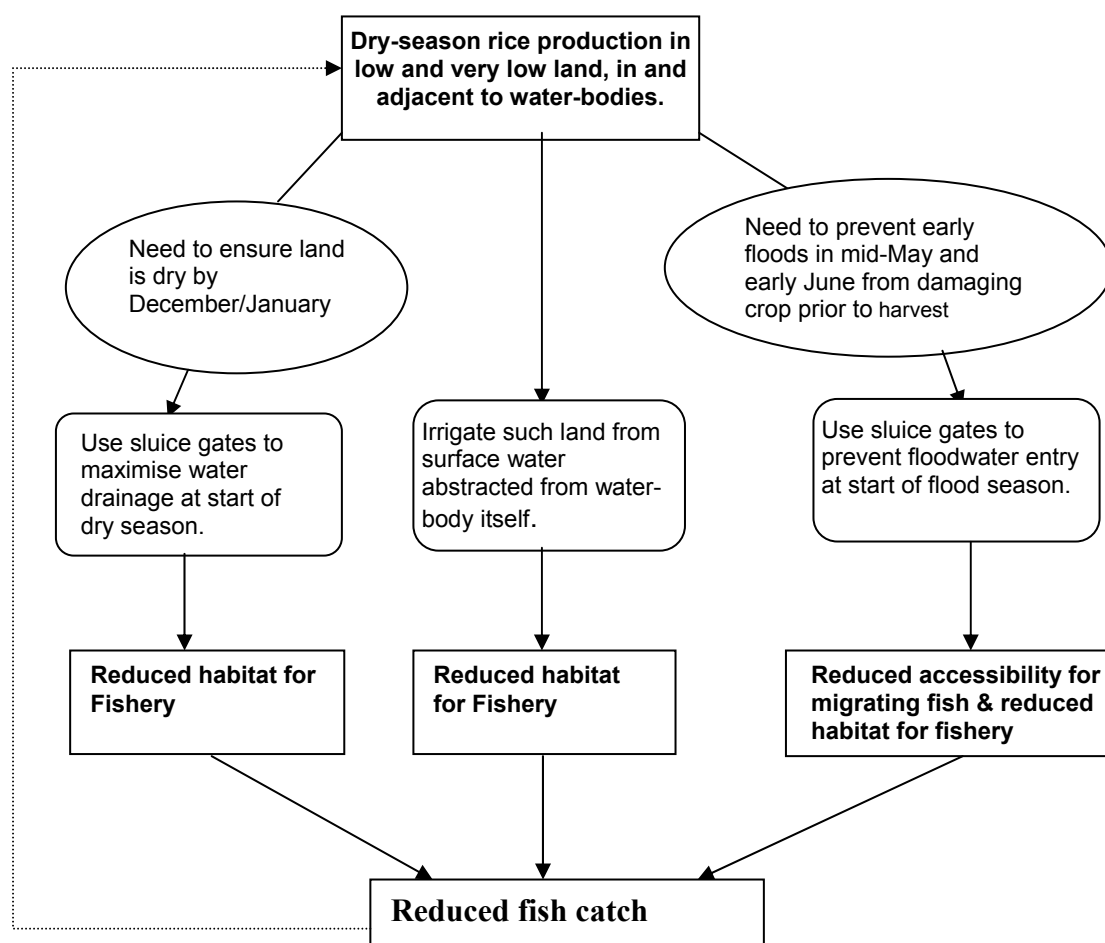 Dry-season rice production in
low and very low land, in and
adjacent to water-bodies.
Need to ensure land
is dry by
December/January
Need to prevent early
floods in mid-May and
early June from damaging
crop prior to harvest
Use sluice gates to
maximise water
drainage at start of
dry season.
Irrigate such land from
surface water
abstracted from water-
body itself.
Use sluice gates to
prevent floodwater entry
at start of flood season.
Reduced habitat for
Fishery
Reduced habitat
for Fishery
Reduced accessibility for
migrating fish & reduced
habitat for fishery
Reduced fish catch